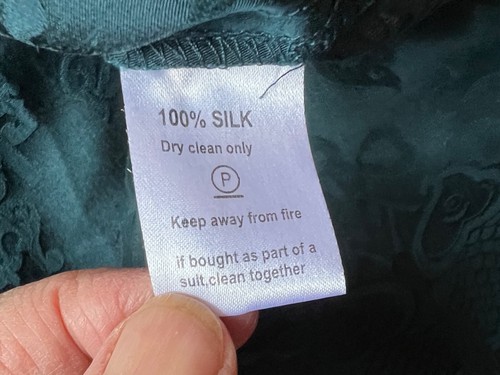 100% SILK
Dry clean only
P
Keep away from fire
if bought as part of a
suit,clean together